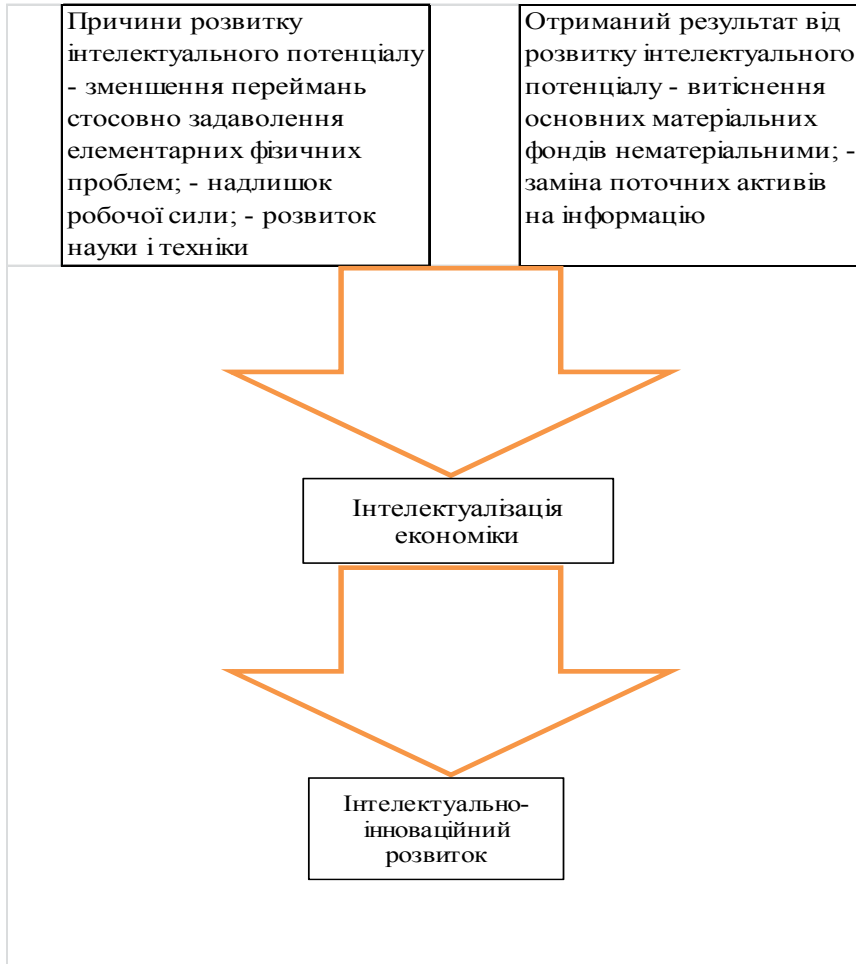 Причини розвитку
інтелектуального потенціалу
- зменшення переймань
стосовно задаволення
елементарних фізичних
проблем; - надлишок
робочої сили; - розвиток
науки і техніки
Отриманий результат від
розвитку інтелектуального
потенціалу - витіснення
основних матеріальних
фондів нематеріальними; -
заміна поточних активів
на інформацію
Інтелектуалізація
економіки
Інтелектуально-
інноваційний
розвиток